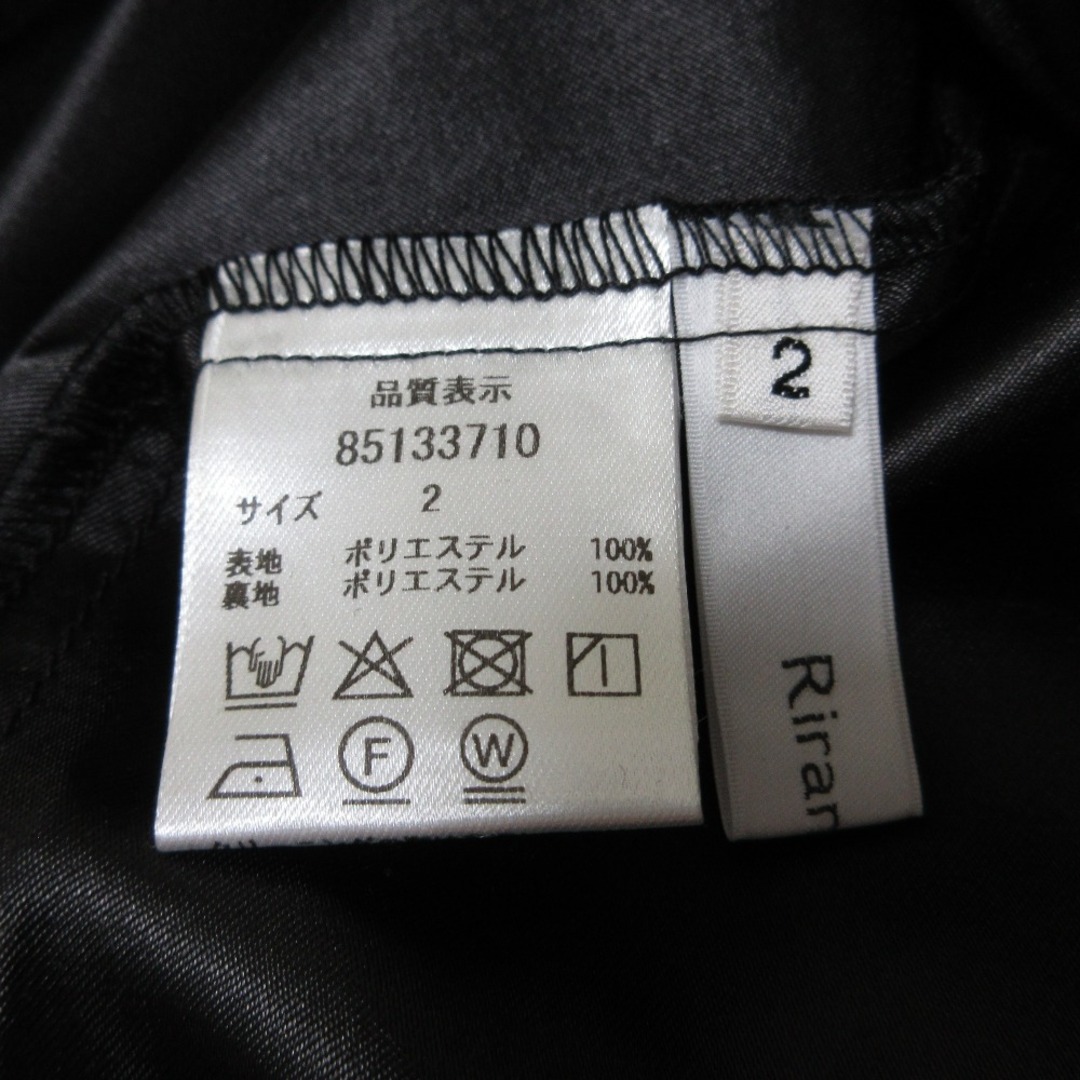 品質表示
85133710
サイズ 2
表地 ポリエステル 100%
裏地 ポリエステル 100%
F W
2
Riran